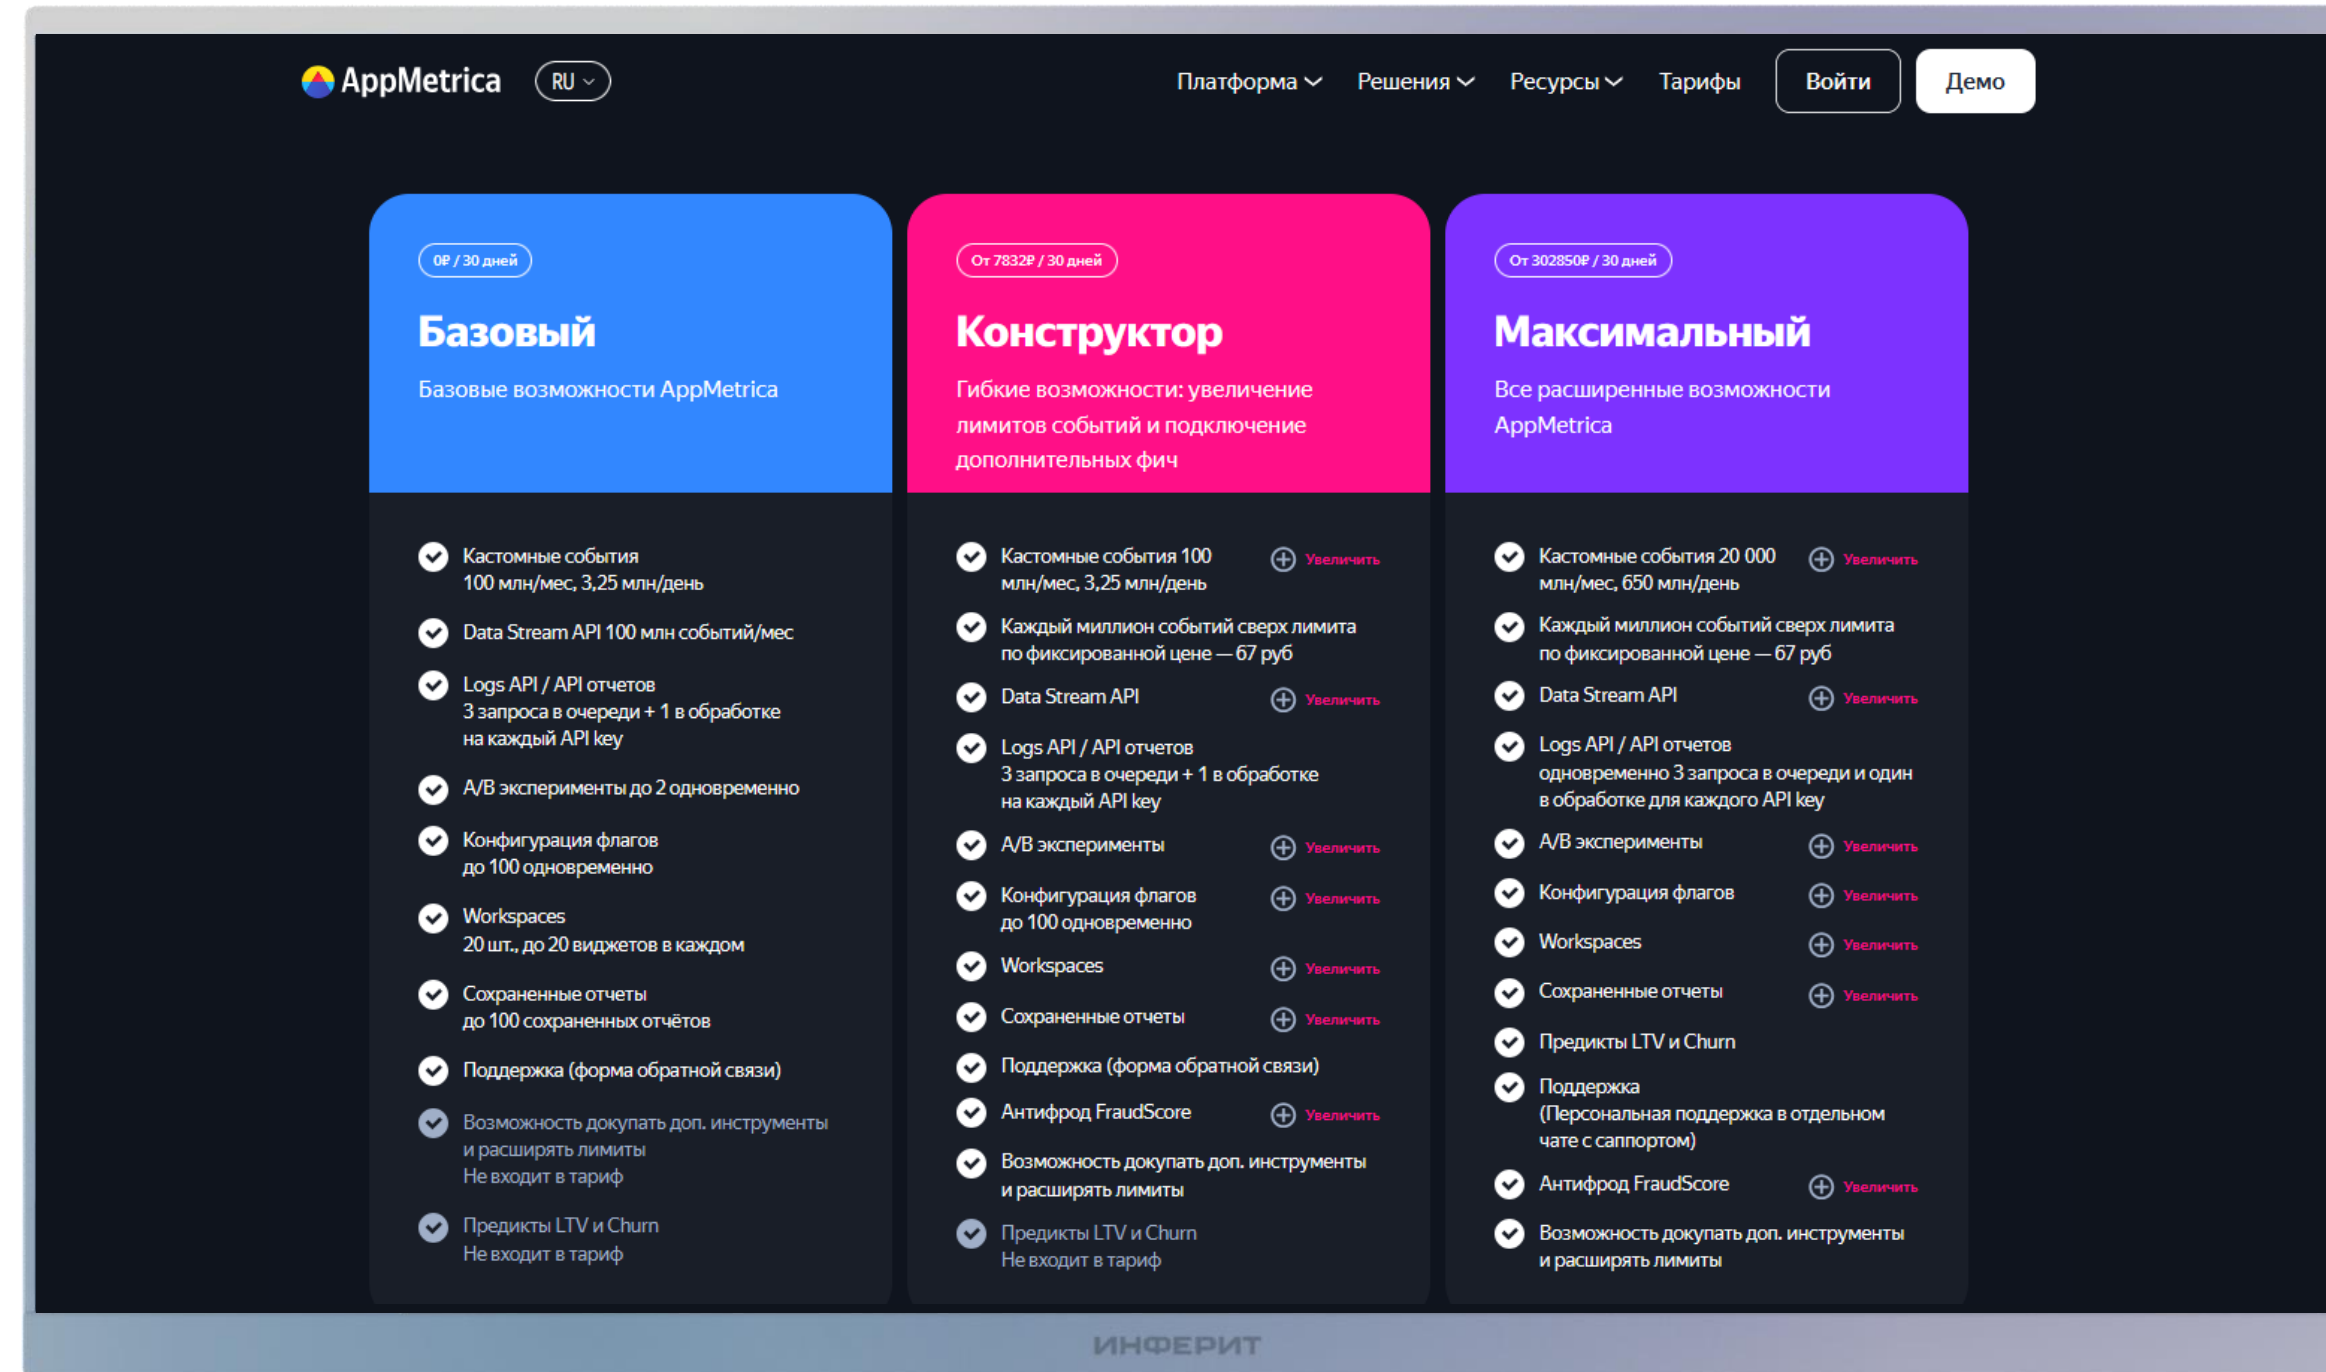 AppMetrica
RU
Платформа
Решения
Ресурсы
Тарифы
Войти
Демо
0₽ / 30 дней
Базовый
Базовые возможности AppMetrica
Кастомные события
100 млн/мес, 3,25 млн/день
Data Stream API 100 млн событий/мес
Logs API / API отчетов
3 запроса в очереди + 1 в обработке
на каждый API key
A/B эксперименты до 2 одновременно
Конфигурация флагов
до 100 одновременно
Workspaces
20 шт., до 20 виджетов в каждом
Сохраненные отчеты
до 100 сохраненных отчётов
Поддержка (форма обратной связи)
Возможность докупать доп. инструменты
и расширять лимиты
Не входит в тариф
Предикты LTV и Churn
Не входит в тариф
От 7832₽ / 30 дней
Конструктор
Гибкие возможности: увеличение
лимитов событий и подключение
дополнительных фич
Кастомные события 100
млн/мес, 3,25 млн/день
Увеличить
Каждый миллион событий сверх лимита
по фиксированной цене — 67 руб
Data Stream API
Увеличить
Logs API / API отчетов
3 запроса в очереди + 1 в обработке
на каждый API key
A/B эксперименты
Увеличить
Конфигурация флагов
до 100 одновременно
Увеличить
Workspaces
Увеличить
Сохраненные отчеты
Увеличить
Поддержка (форма обратной связи)
Антифрод FraudScore
Увеличить
Возможность докупать доп. инструменты
и расширять лимиты
Предикты LTV и Churn
Не входит в тариф
От 302850₽ / 30 дней
Максимальный
Все расширенные возможности
AppMetrica
Кастомные события 20 000
млн/мес, 650 млн/день
Увеличить
Каждый миллион событий сверх лимита
по фиксированной цене — 67 руб
Data Stream API
Увеличить
Logs API / API отчетов
одновременно 3 запроса в очереди и один
в обработке для каждого API key
A/B эксперименты
Увеличить
Конфигурация флагов
Увеличить
Workspaces
Увеличить
Сохраненные отчеты
Увеличить
Предикты LTV и Churn
Поддержка
(Персональная поддержка в отдельном
чате с саппортом)
Антифрод FraudScore
Увеличить
Возможность докупать доп. инструменты
и расширять лимиты
ИНФЕРИТ